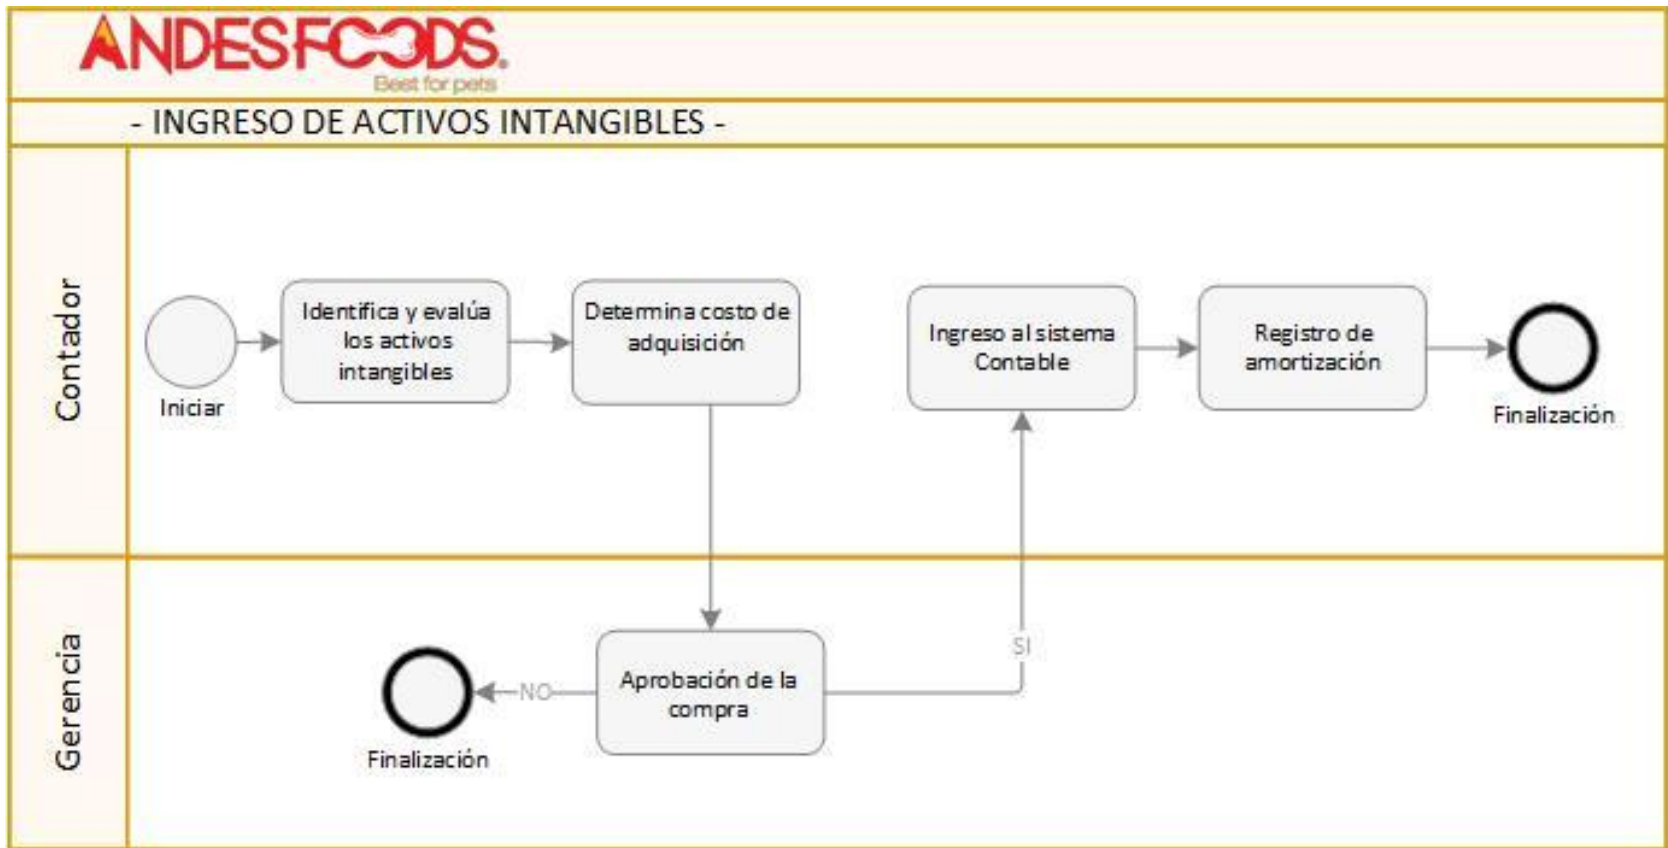 ANDESFOODS.
Best for pets
- INGRESO DE ACTIVOS INTANGIBLES -
Contador
Iniciar
Identifica y evalúa
los activos
intangibles
Determina costo de
adquisición
Ingreso al sistema
Contable
Registro de
amortización
Finalización
Gerencia
Finalización
NO
Aprobación de la
compra
SI